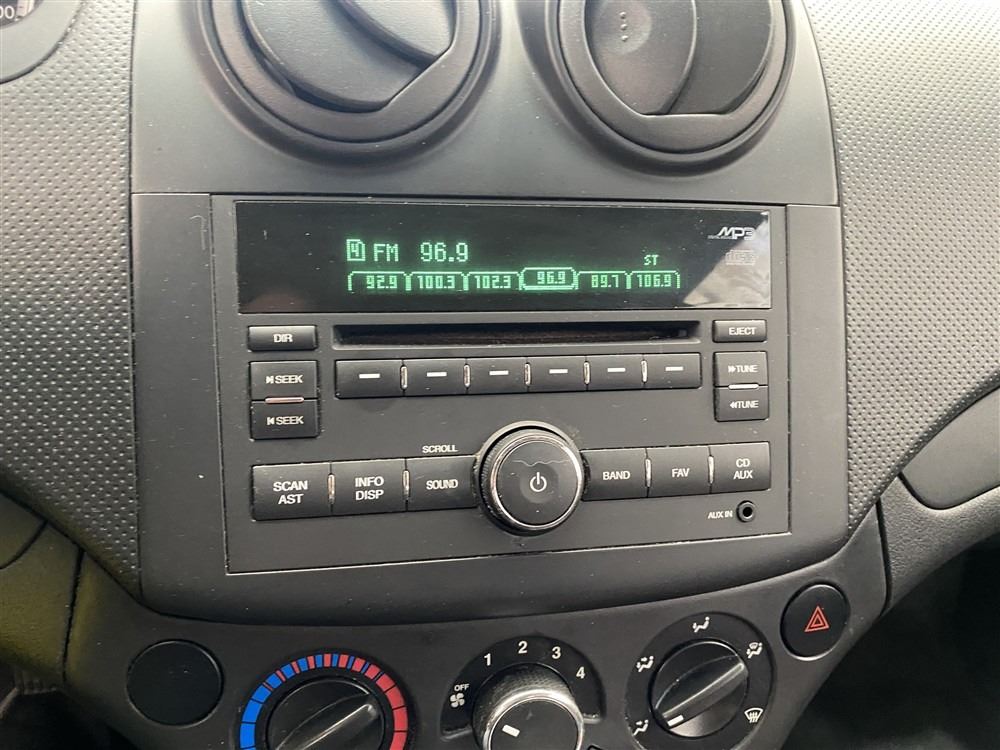 00
MP3
FM 96.9
ST
92.9 100.3 102.3 96.9 89.7 106.9
DIR
EJECT
SEEK
TUNE
SEEK
TUNE
SCROLL
SCAN AST
INFO DISP
SOUND
BAND
FAV
CD AUX
AUX IN
1 2 3 4
OFF